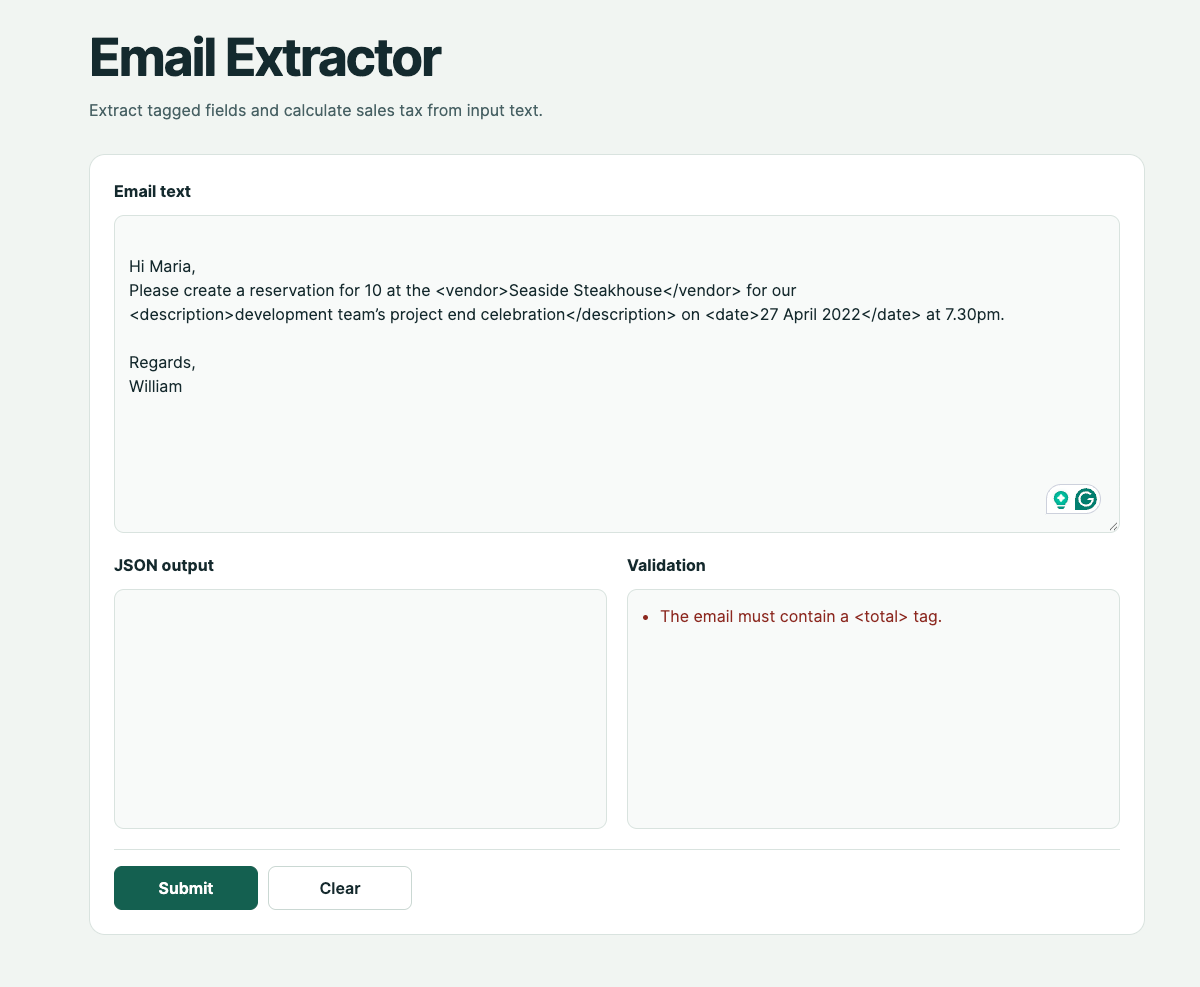 Email Extractor
Extract tagged fields and calculate sales tax from input text.
Email text
Hi Maria,
Please create a reservation for 10 at the <vendor>Seaside Steakhouse</vendor> for our
<description>development team’s project end celebration</description> on <date>27 April 2022</date> at 7.30pm.
Regards,
William
JSON output
Validation
• The email must contain a <total> tag.
Submit
Clear